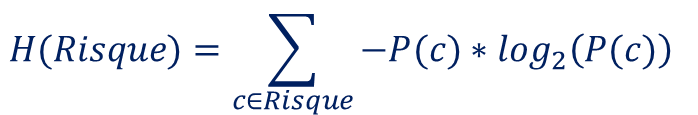 H(Risque) = ∑ −P(c) * log₂(P(c))
c∈Risque